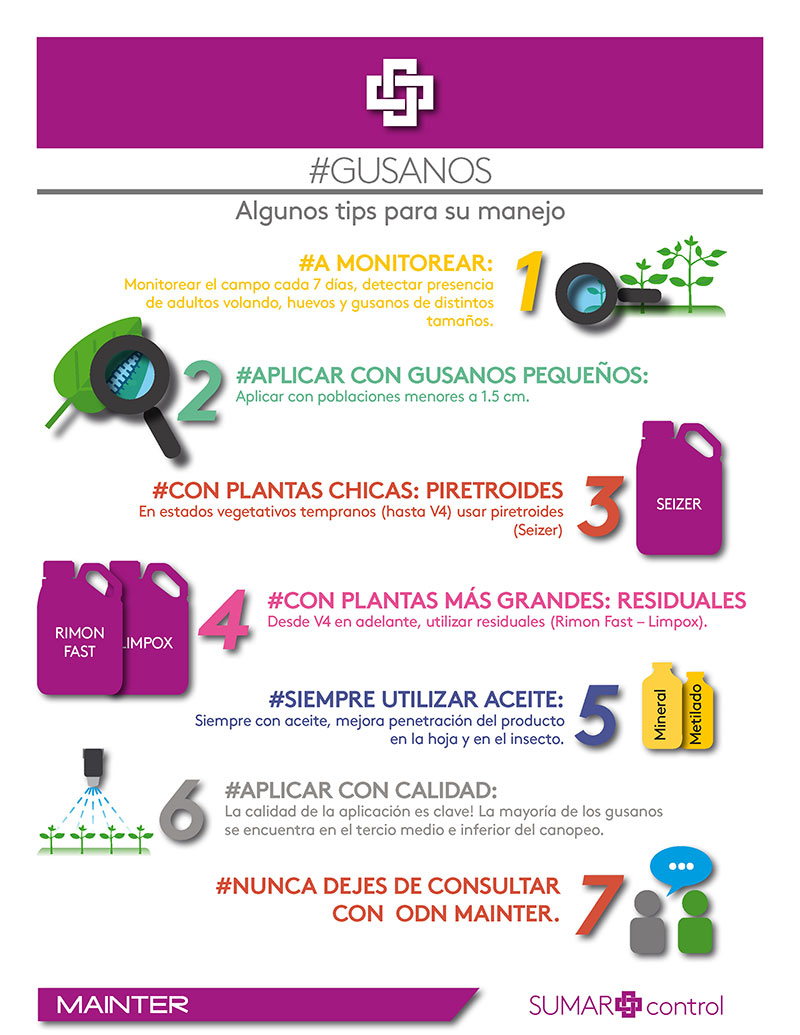 #GUSANOS
Algunos tips para su manejo
#A MONITOREAR:
Monitorear el campo cada 7 días, detectar presencia
de adultos volando, huevos y gusanos de distintos
tamaños.
1
2
#APLICAR CON GUSANOS PEQUEÑOS:
Aplicar con poblaciones menores a 1.5 cm.
#CON PLANTAS CHICAS: PIRETROIDES
En estados vegetativos tempranos (hasta V4) usar piretroides
(Seizer)
3
SEIZER
RIMON
FAST
LIMPOX
4
#CON PLANTAS MÁS GRANDES: RESIDUALES
Desde V4 en adelante, utilizar residuales (Rimon Fast – Limpox).
#SIEMPRE UTILIZAR ACEITE:
Siempre con aceite, mejora penetración del producto
en la hoja y en el insecto.
5
Mineral
Metilado
6
#APLICAR CON CALIDAD:
La calidad de la aplicación es clave! La mayoría de los gusanos
se encuentra en el tercio medio e inferior del canopeo.
#NUNCA DEJES DE CONSULTAR
CON ODN MAINTER.
7
MAINTER
SUMAR control